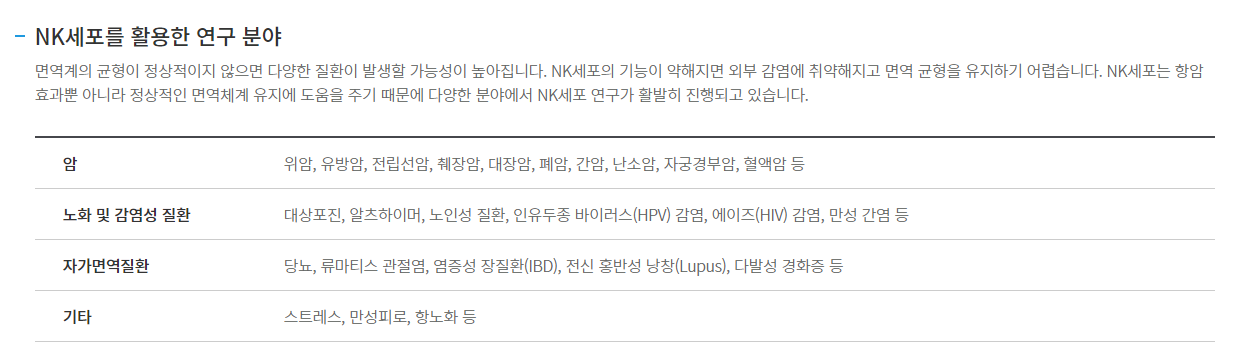 NK세포를 활용한 연구 분야
면역계의 균형이 정상적이지 않으면 다양한 질환이 발생할 가능성이 높아집니다. NK세포의 기능이 약해지면 외부 감염에 취약해지고 면역 균형을 유지하기 어렵습니다. NK세포는 항암
효과뿐 아니라 정상적인 면역체계 유지에 도움을 주기 때문에 다양한 분야에서 NK세포 연구가 활발히 진행되고 있습니다.
암 위암, 유방암, 전립선암, 췌장암, 대장암, 폐암, 간암, 난소암, 자궁경부암, 혈액암 등
노화 및 감염성 질환 대상포진, 알츠하이머, 노인성 질환, 인유두종 바이러스(HPV) 감염, 에이즈(HIV) 감염, 만성 간염 등
자가면역질환 당뇨, 류마티스 관절염, 염증성 장질환(IBD), 전신 홍반성 낭창(Lupus), 다발성 경화증 등
기타 스트레스, 만성피로, 항노화 등